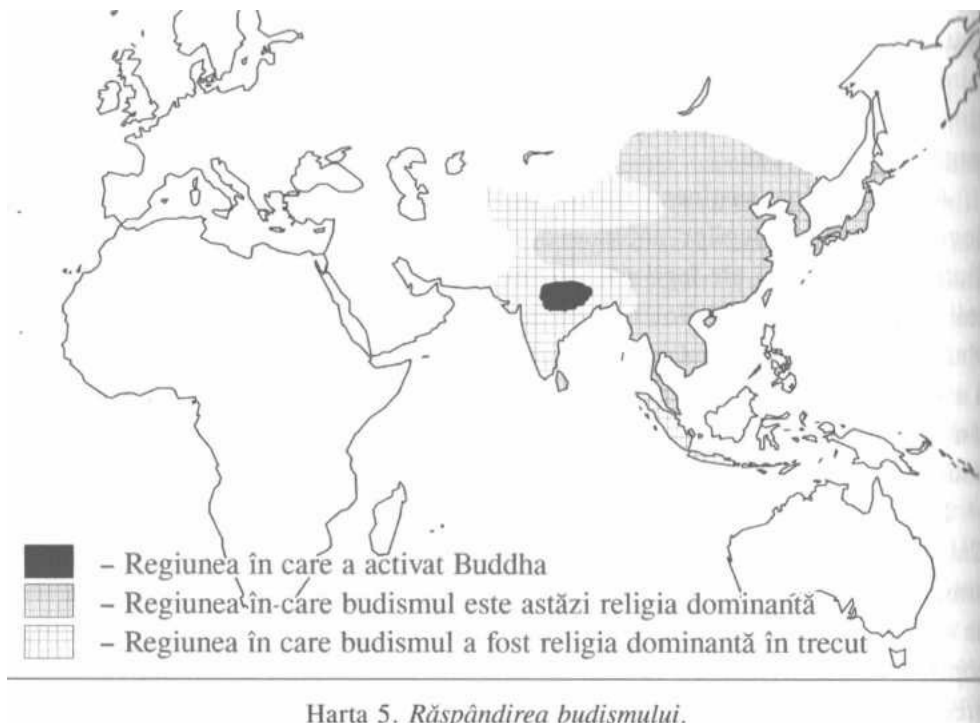 – Regiunea în care a activat Buddha
– Regiunea în care budismul este astăzi religia dominantă
– Regiunea în care budismul a fost religia dominantă în trecut
Harta 5. Răspândirea budismului.